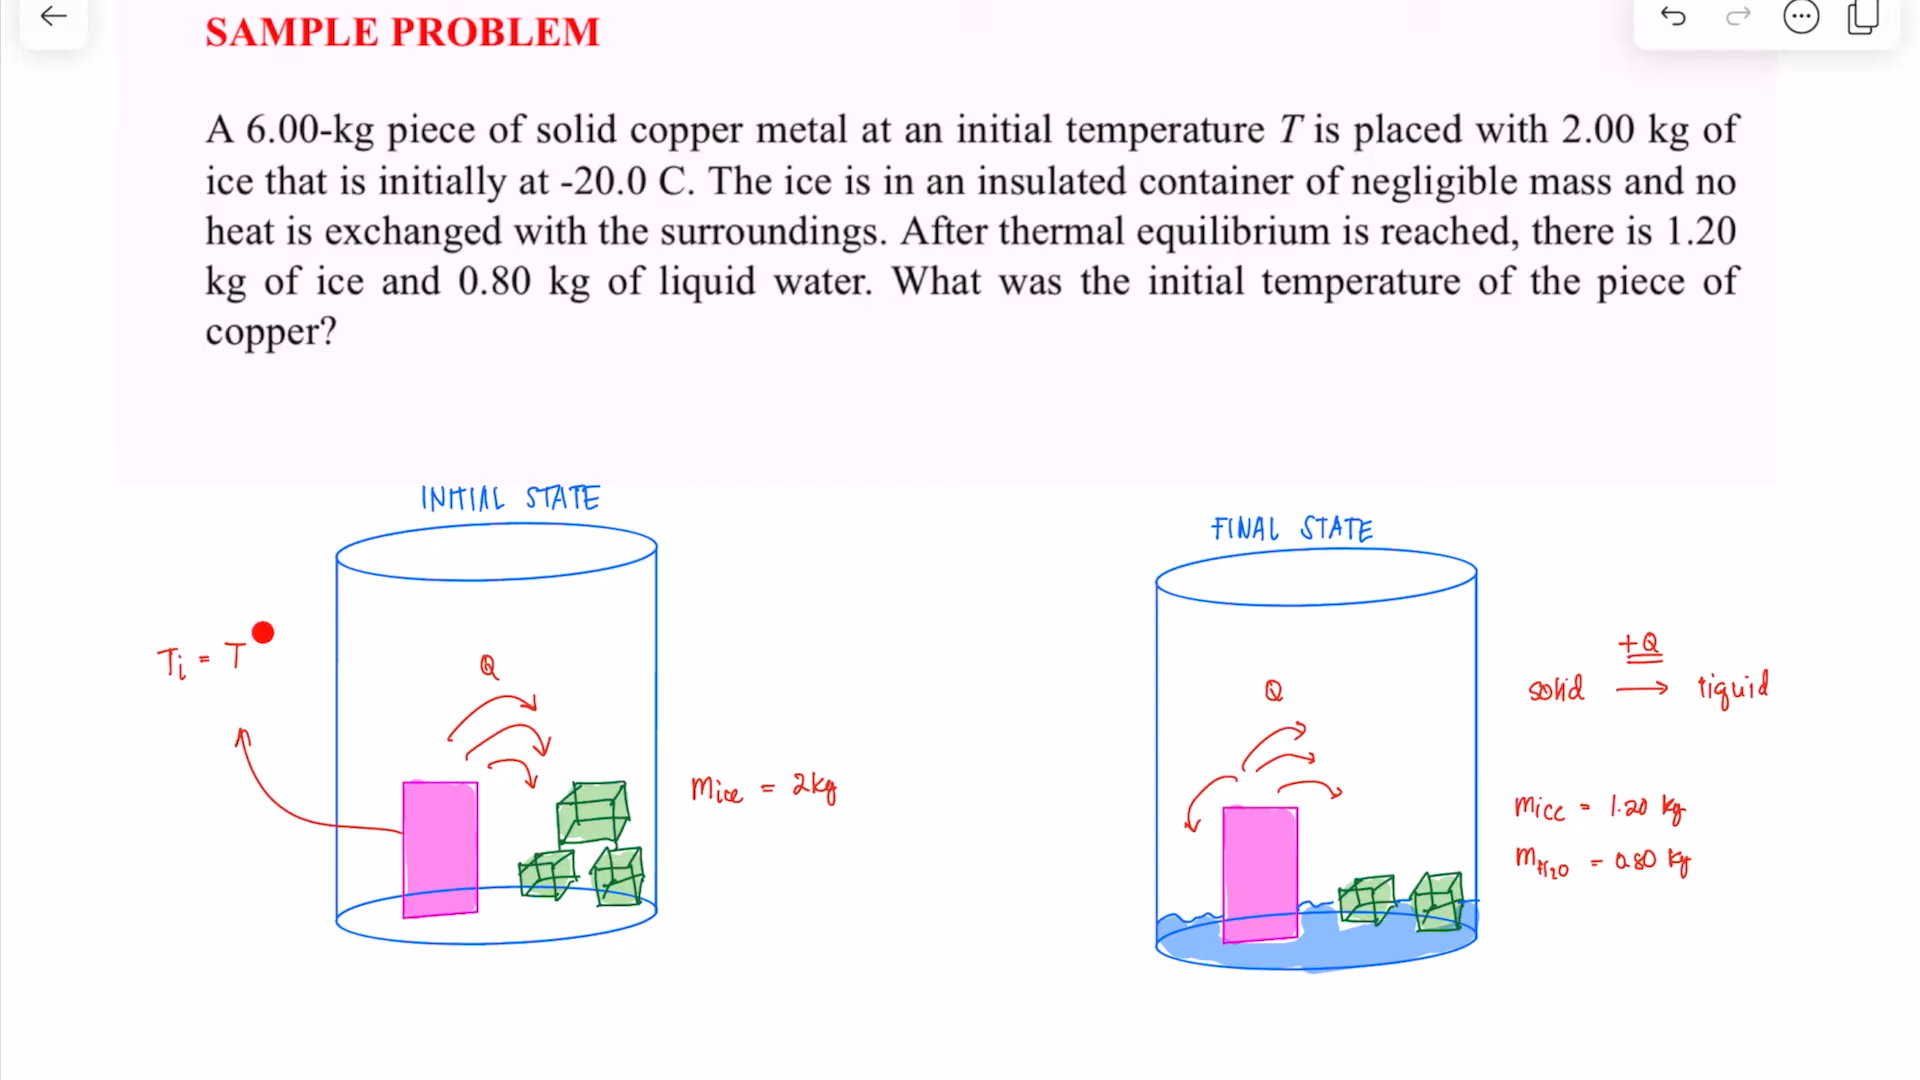 SAMPLE PROBLEM
A 6.00-kg piece of solid copper metal at an initial temperature T is placed with 2.00 kg of
ice that is initially at -20.0 C. The ice is in an insulated container of negligible mass and no
heat is exchanged with the surroundings. After thermal equilibrium is reached, there is 1.20
kg of ice and 0.80 kg of liquid water. What was the initial temperature of the piece of
copper?
INITIAL STATE
FINAL STATE
Ti = T
Q
mice = 2kg
Q
+Q
solid → liquid
mice = 1.20 kg
mH2O = 0.80 kg